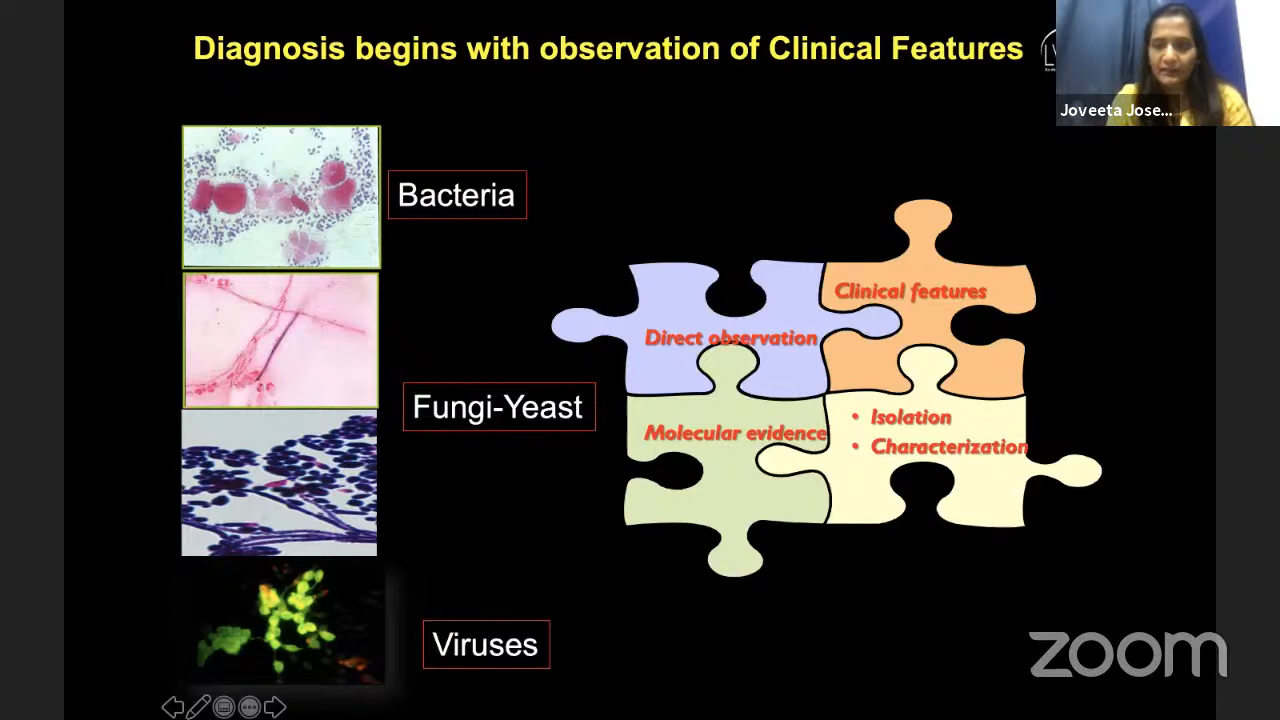 Diagnosis begins with observation of Clinical Features
Joveeta Jose...
Bacteria
Clinical features
Direct observation
Fungi-Yeast
• Isolation
Molecular evidence
• Characterization
Viruses
zoom